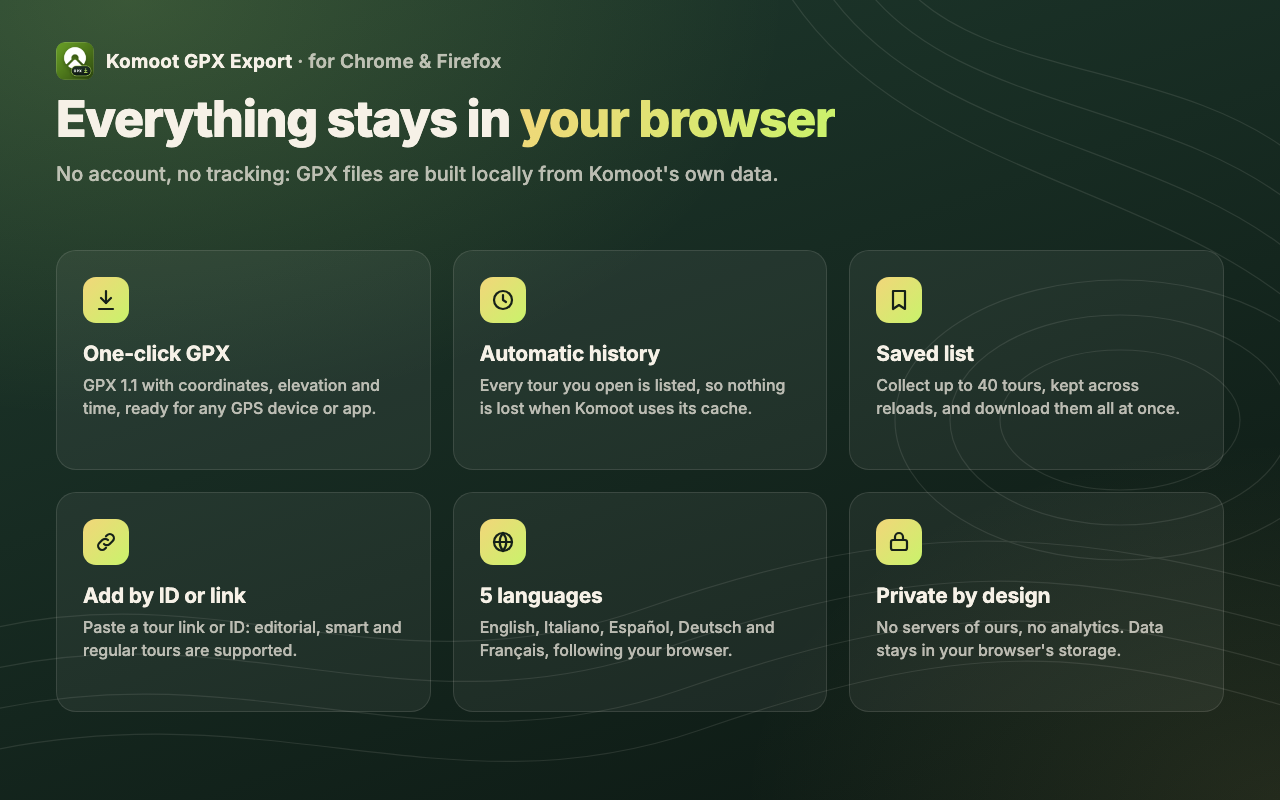 Komoot GPX Export · for Chrome & Firefox
Everything stays in your browser
No account, no tracking: GPX files are built locally from Komoot's own data.
One-click GPX
GPX 1.1 with coordinates, elevation and
time, ready for any GPS device or app.
Automatic history
Every tour you open is listed, so nothing
is lost when Komoot uses its cache.
Saved list
Collect up to 40 tours, kept across
reloads, and download them all at once.
Add by ID or link
Paste a tour link or ID: editorial, smart and
regular tours are supported.
5 languages
English, Italiano, Español, Deutsch and
Français, following your browser.
Private by design
No servers of ours, no analytics. Data
stays in your browser's storage.